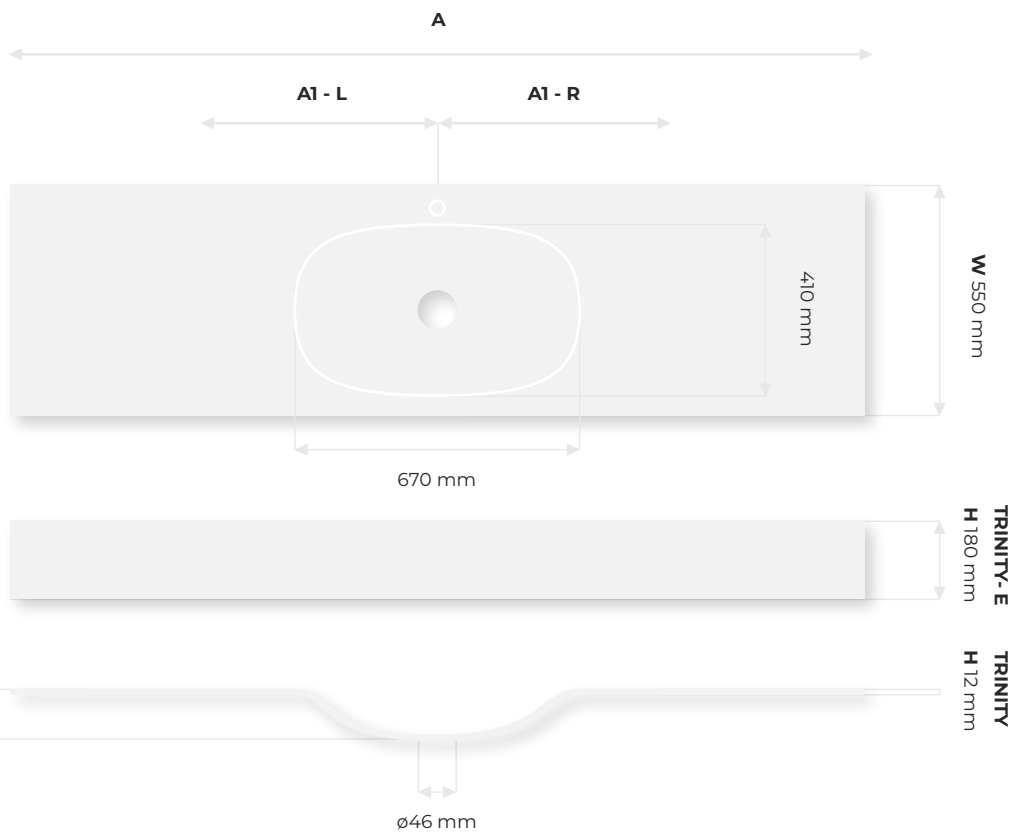 A
A1 - L
A1 - R
410 mm
W 550 mm
670 mm
TRINITY- E
H 180 mm
TRINITY
H 12 mm
ø46 mm